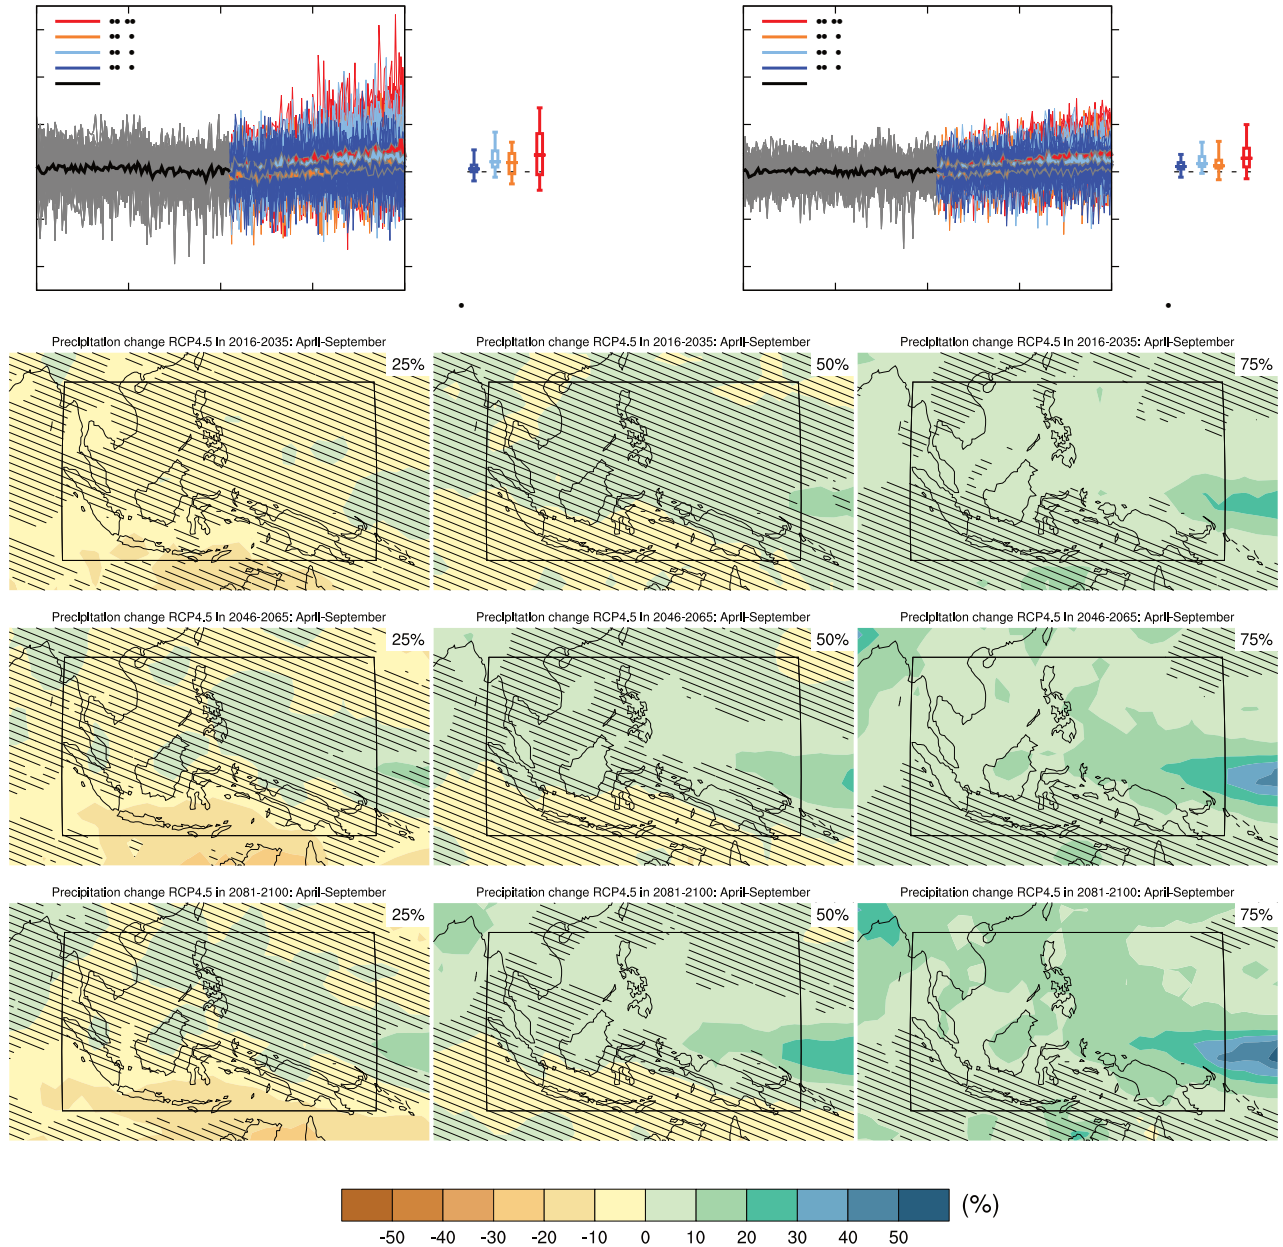 Precipitation change RCP4.5 in 2016-2035: April-September
25%
Precipitation change RCP4.5 in 2016-2035: April-September
50%
Precipitation change RCP4.5 in 2016-2035: April-September
75%
Precipitation change RCP4.5 in 2046-2065: April-September
25%
Precipitation change RCP4.5 in 2046-2065: April-September
50%
Precipitation change RCP4.5 in 2046-2065: April-September
75%
Precipitation change RCP4.5 in 2081-2100: April-September
25%
Precipitation change RCP4.5 in 2081-2100: April-September
50%
Precipitation change RCP4.5 in 2081-2100: April-September
75%
(%)
-50 -40 -30 -20 -10 0 10 20 30 40 50